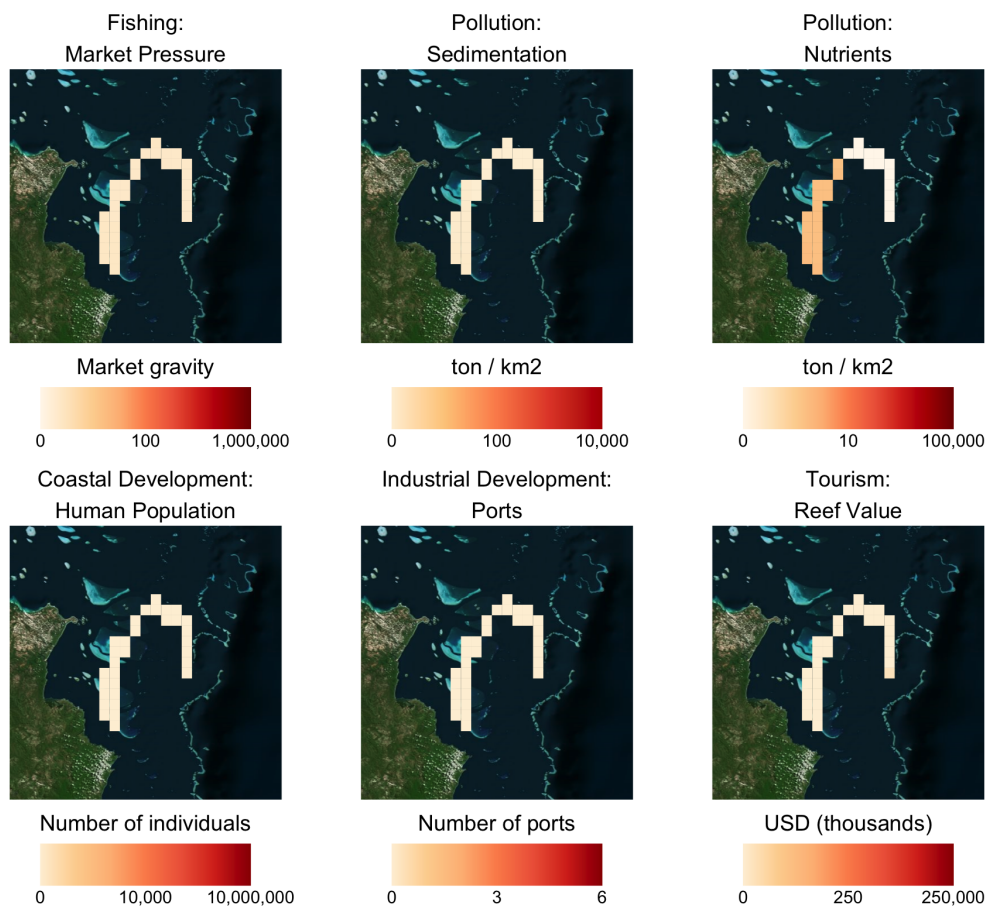 Fishing:
Market Pressure
Pollution:
Sedimentation
Pollution:
Nutrients
Market gravity
0 100 1,000,000
ton / km2
0 100 10,000
ton / km2
0 10 100,000
Coastal Development:
Human Population
Industrial Development:
Ports
Tourism:
Reef Value
Number of individuals
0 10,000 10,000,000
Number of ports
0 3 6
USD (thousands)
0 250 250,000